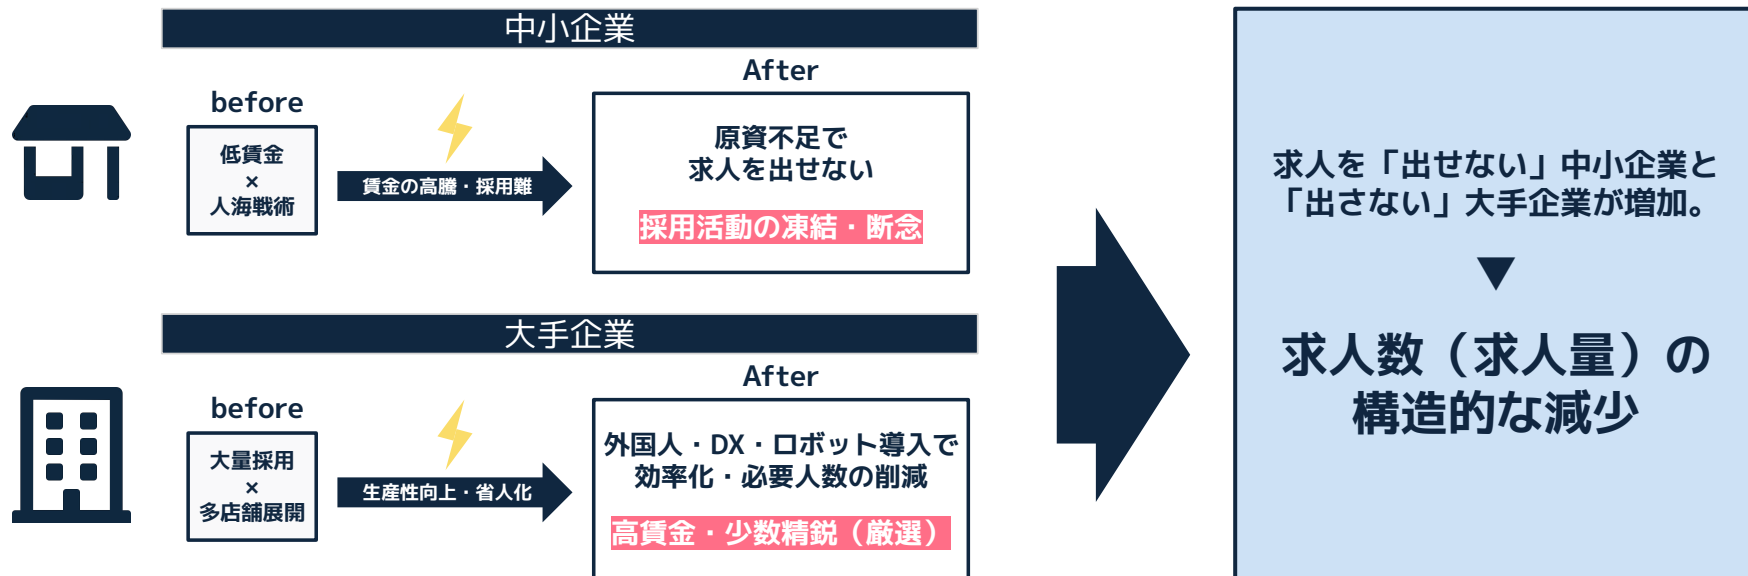 中小企業
before
低賃金
×
人海戦術
賃金の高騰・採用難
After
原資不足で
求人を出せない
採用活動の凍結・断念
大手企業
before
大量採用
×
多店舗展開
生産性向上・省人化
After
外国人・DX・ロボット導入で
効率化・必要人数の削減
高賃金・少数精鋭（厳選）
求人を「出せない」中小企業と
「出さない」大手企業が増加。
▼
求人数（求人量）の
構造的な減少